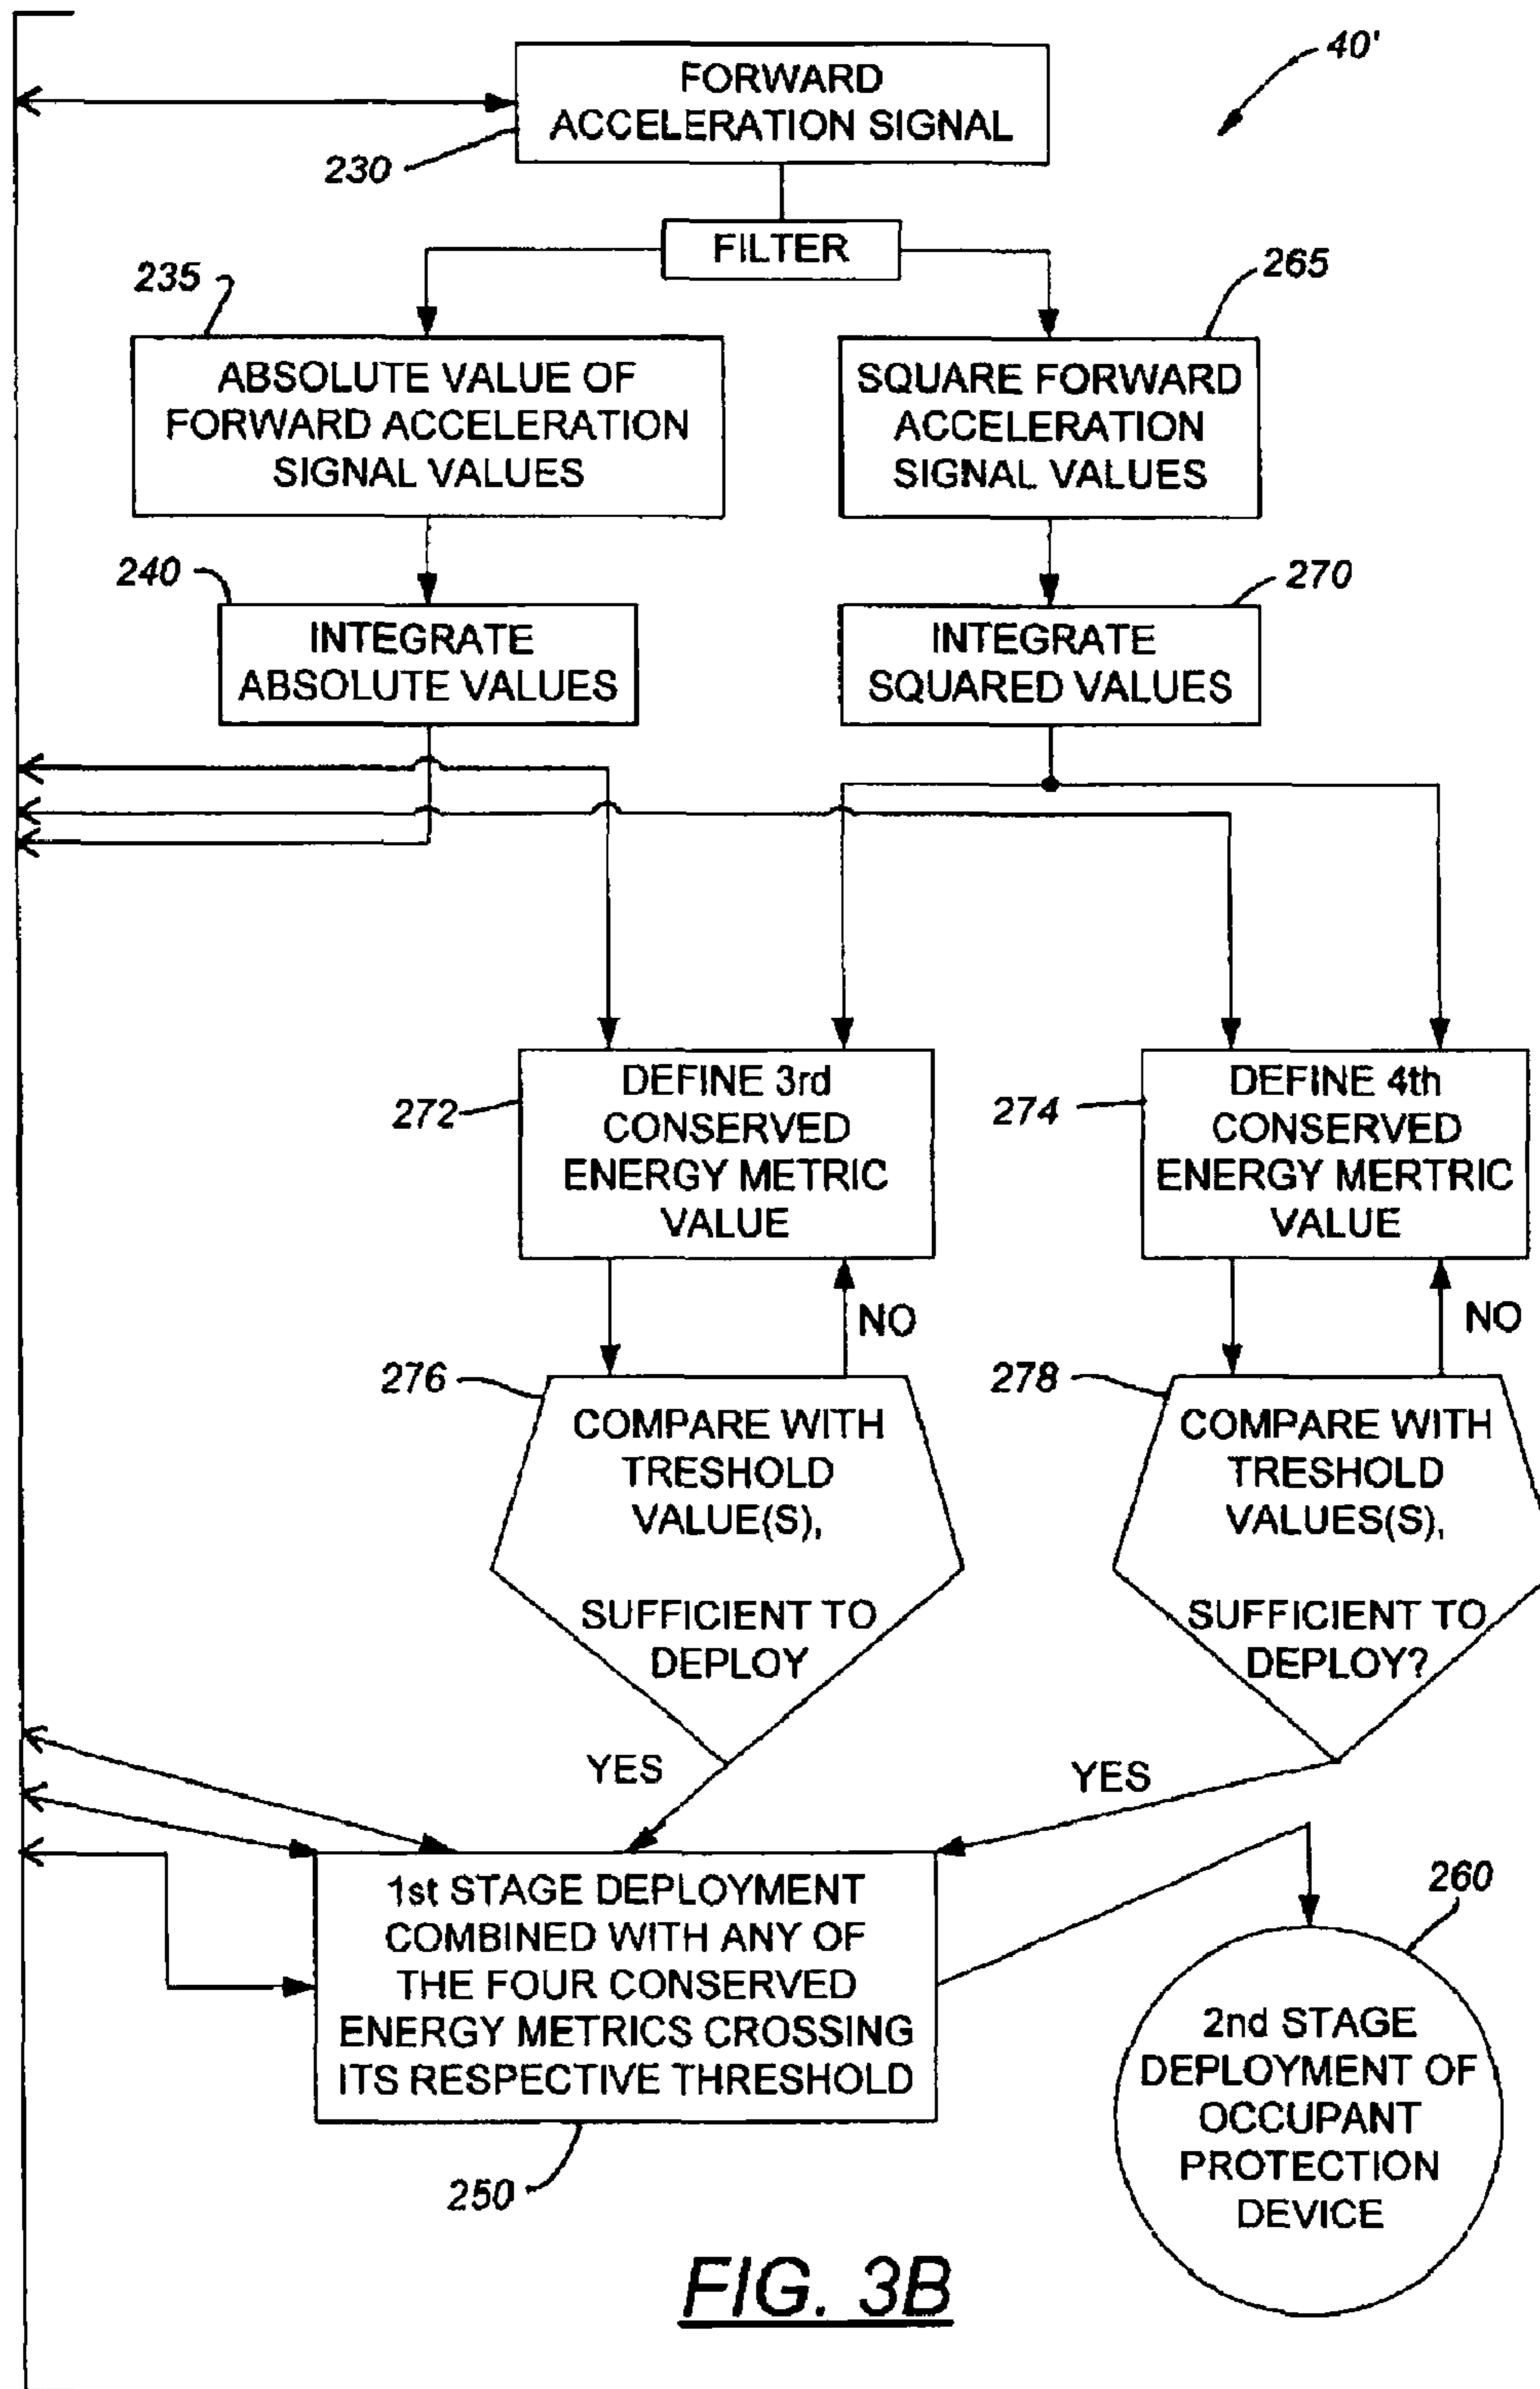 40'
FORWARD
ACCELERATION SIGNAL
230
FILTER
235
265
ABSOLUTE VALUE OF
FORWARD ACCELERATION
SIGNAL VALUES
SQUARE FORWARD
ACCELERATION
SIGNAL VALUES
240
270
INTEGRATE
ABSOLUTE VALUES
INTEGRATE
SQUARED VALUES
272
DEFINE 3rd
CONSERVED
ENERGY METRIC
VALUE
274
DEFINE 4th
CONSERVED
ENERGY MERTRIC
VALUE
NO
NO
276
COMPARE WITH
TRESHOLD
VALUE(S),
SUFFICIENT TO
DEPLOY
278
COMPARE WITH
TRESHOLD
VALUES(S),
SUFFICIENT TO
DEPLOY?
YES
YES
1st STAGE DEPLOYMENT
COMBINED WITH ANY OF
THE FOUR CONSERVED
ENERGY METRICS CROSSING
ITS RESPECTIVE THRESHOLD
250
260
2nd STAGE
DEPLOYMENT OF
OCCUPANT
PROTECTION
DEVICE
FIG. 3B